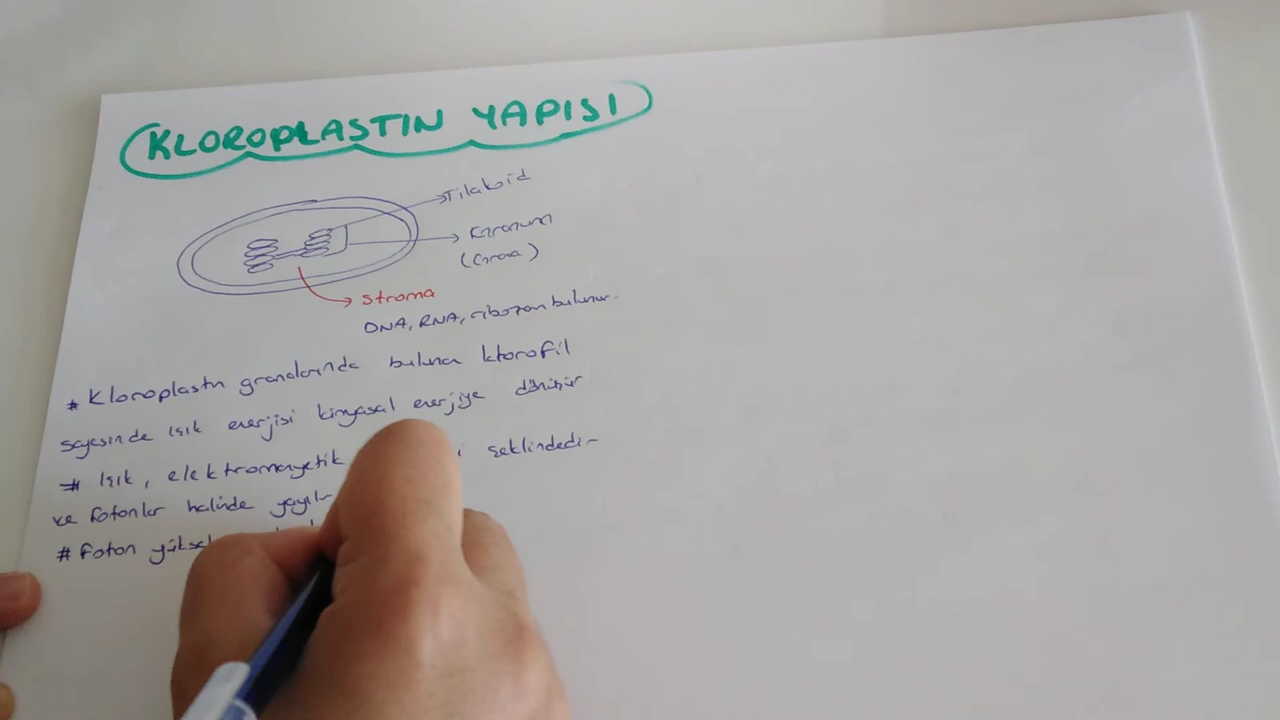 KLOROPLASTIN YAPISI
Tilakoid
Granum
(Grana)
Stroma
DNA, RNA, ribozom bulunur.
* Kloroplastın granalarında bulunan klorofil
sayesinde ışık enerjisi kimyasal enerjiye dönüşür
# Işık, elektromanyetik şeklindedir
ve fotonlar halinde yayılır
# Foton